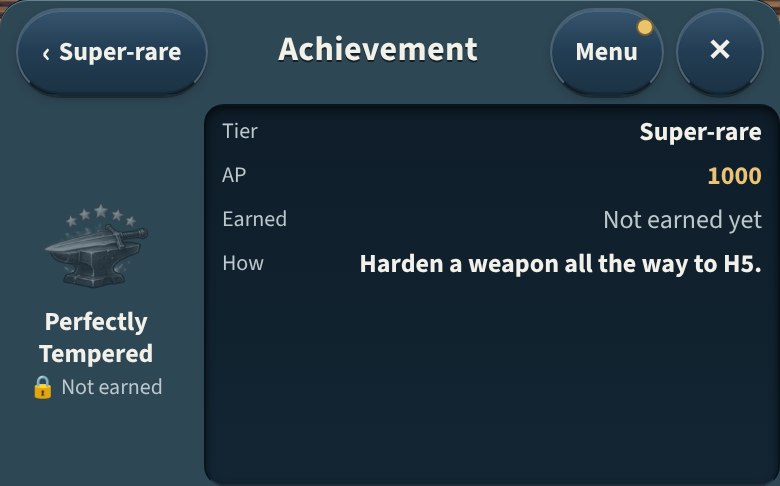 ‹ Super-rare
Achievement
Menu
✕
Tier
Super-rare
AP
1000
Earned
Not earned yet
How
Harden a weapon all the way to H5.
Perfectly
Tempered
🔒 Not earned